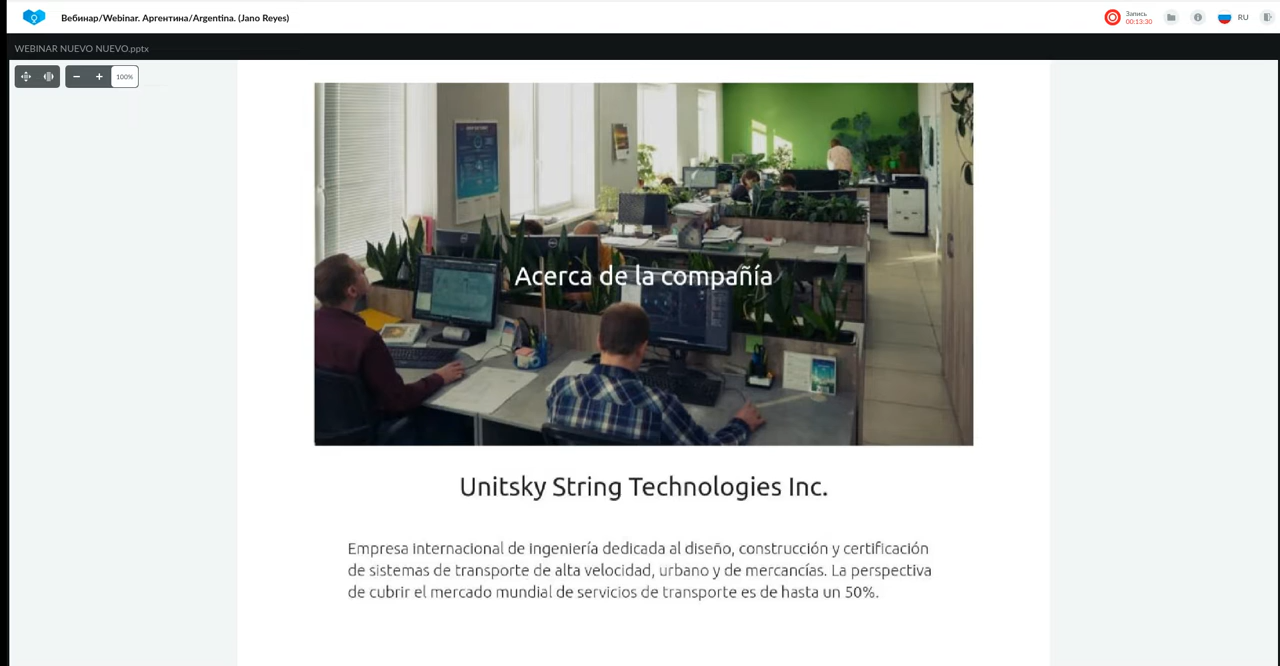 Вебинар/Webinar. Аргентина/Argentina. (Jano Reyes)
Запись
00:13:30
RU
WEBINAR NUEVO NUEVO.pptx
100%
Acerca de la compañía
Unitsky String Technologies Inc.
Empresa internacional de ingeniería dedicada al diseño, construcción y certificación
de sistemas de transporte de alta velocidad, urbano y de mercancías. La perspectiva
de cubrir el mercado mundial de servicios de transporte es de hasta un 50%.